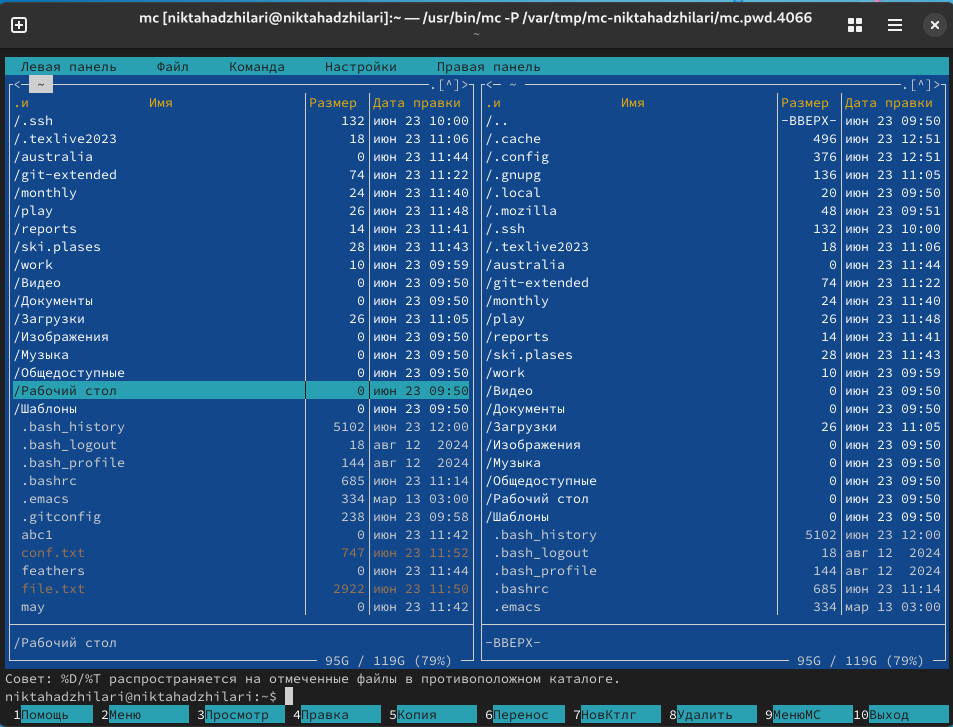 mc [niktahadzhilari@niktahadzhilari]:~ — /usr/bin/mc -P /var/tmp/mc-niktahadzhilari/mc.pwd.4066
~
Левая панель Файл Команда Настройки Правая панель
<─ ~ .[^]>
.и Имя Размер Дата правки
/.ssh 132 июн 23 10:00
/.texlive2023 18 июн 23 11:06
/australia 0 июн 23 11:44
/git-extended 74 июн 23 11:22
/monthly 24 июн 23 11:40
/play 26 июн 23 11:48
/reports 14 июн 23 11:41
/ski.plases 28 июн 23 11:43
/work 10 июн 23 09:59
/Видео 0 июн 23 09:50
/Документы 0 июн 23 09:50
/Загрузки 26 июн 23 11:05
/Изображения 0 июн 23 09:50
/Музыка 0 июн 23 09:50
/Общедоступные 0 июн 23 09:50
/Рабочий стол 0 июн 23 09:50
/Шаблоны 0 июн 23 09:50
.bash_history 5102 июн 23 12:00
.bash_logout 18 авг 12 2024
.bash_profile 144 авг 12 2024
.bashrc 685 июн 23 11:14
.emacs 334 мар 13 03:00
.gitconfig 238 июн 23 09:58
abc1 0 июн 23 11:42
conf.txt 747 июн 23 11:52
feathers 0 июн 23 11:44
file.txt 2922 июн 23 11:50
may 0 июн 23 11:42
/Рабочий стол
95G / 119G (79%)
<─ ~ .[^]>
.и Имя Размер Дата правки
/.. -ВВЕРХ- июн 23 09:50
/.cache 496 июн 23 12:51
/.config 376 июн 23 12:51
/.gnupg 136 июн 23 11:05
/.local 20 июн 23 09:50
/.mozilla 48 июн 23 09:51
/.ssh 132 июн 23 10:00
/.texlive2023 18 июн 23 11:06
/australia 0 июн 23 11:44
/git-extended 74 июн 23 11:22
/monthly 24 июн 23 11:40
/play 26 июн 23 11:48
/reports 14 июн 23 11:41
/ski.plases 28 июн 23 11:43
/work 10 июн 23 09:59
/Видео 0 июн 23 09:50
/Документы 0 июн 23 09:50
/Загрузки 26 июн 23 11:05
/Изображения 0 июн 23 09:50
/Музыка 0 июн 23 09:50
/Общедоступные 0 июн 23 09:50
/Рабочий стол 0 июн 23 09:50
/Шаблоны 0 июн 23 09:50
.bash_history 5102 июн 23 12:00
.bash_logout 18 авг 12 2024
.bash_profile 144 авг 12 2024
.bashrc 685 июн 23 11:14
.emacs 334 мар 13 03:00
-ВВЕРХ-
95G / 119G (79%)
Совет: %D/%T распространяется на отмеченные файлы в противоположном каталоге.
niktahadzhilari@niktahadzhilari:~$
1Помощь 2Меню 3Просмотр 4Правка 5Копия 6Перенос 7НовКтлг 8Удалить 9МенюМС 10Выход